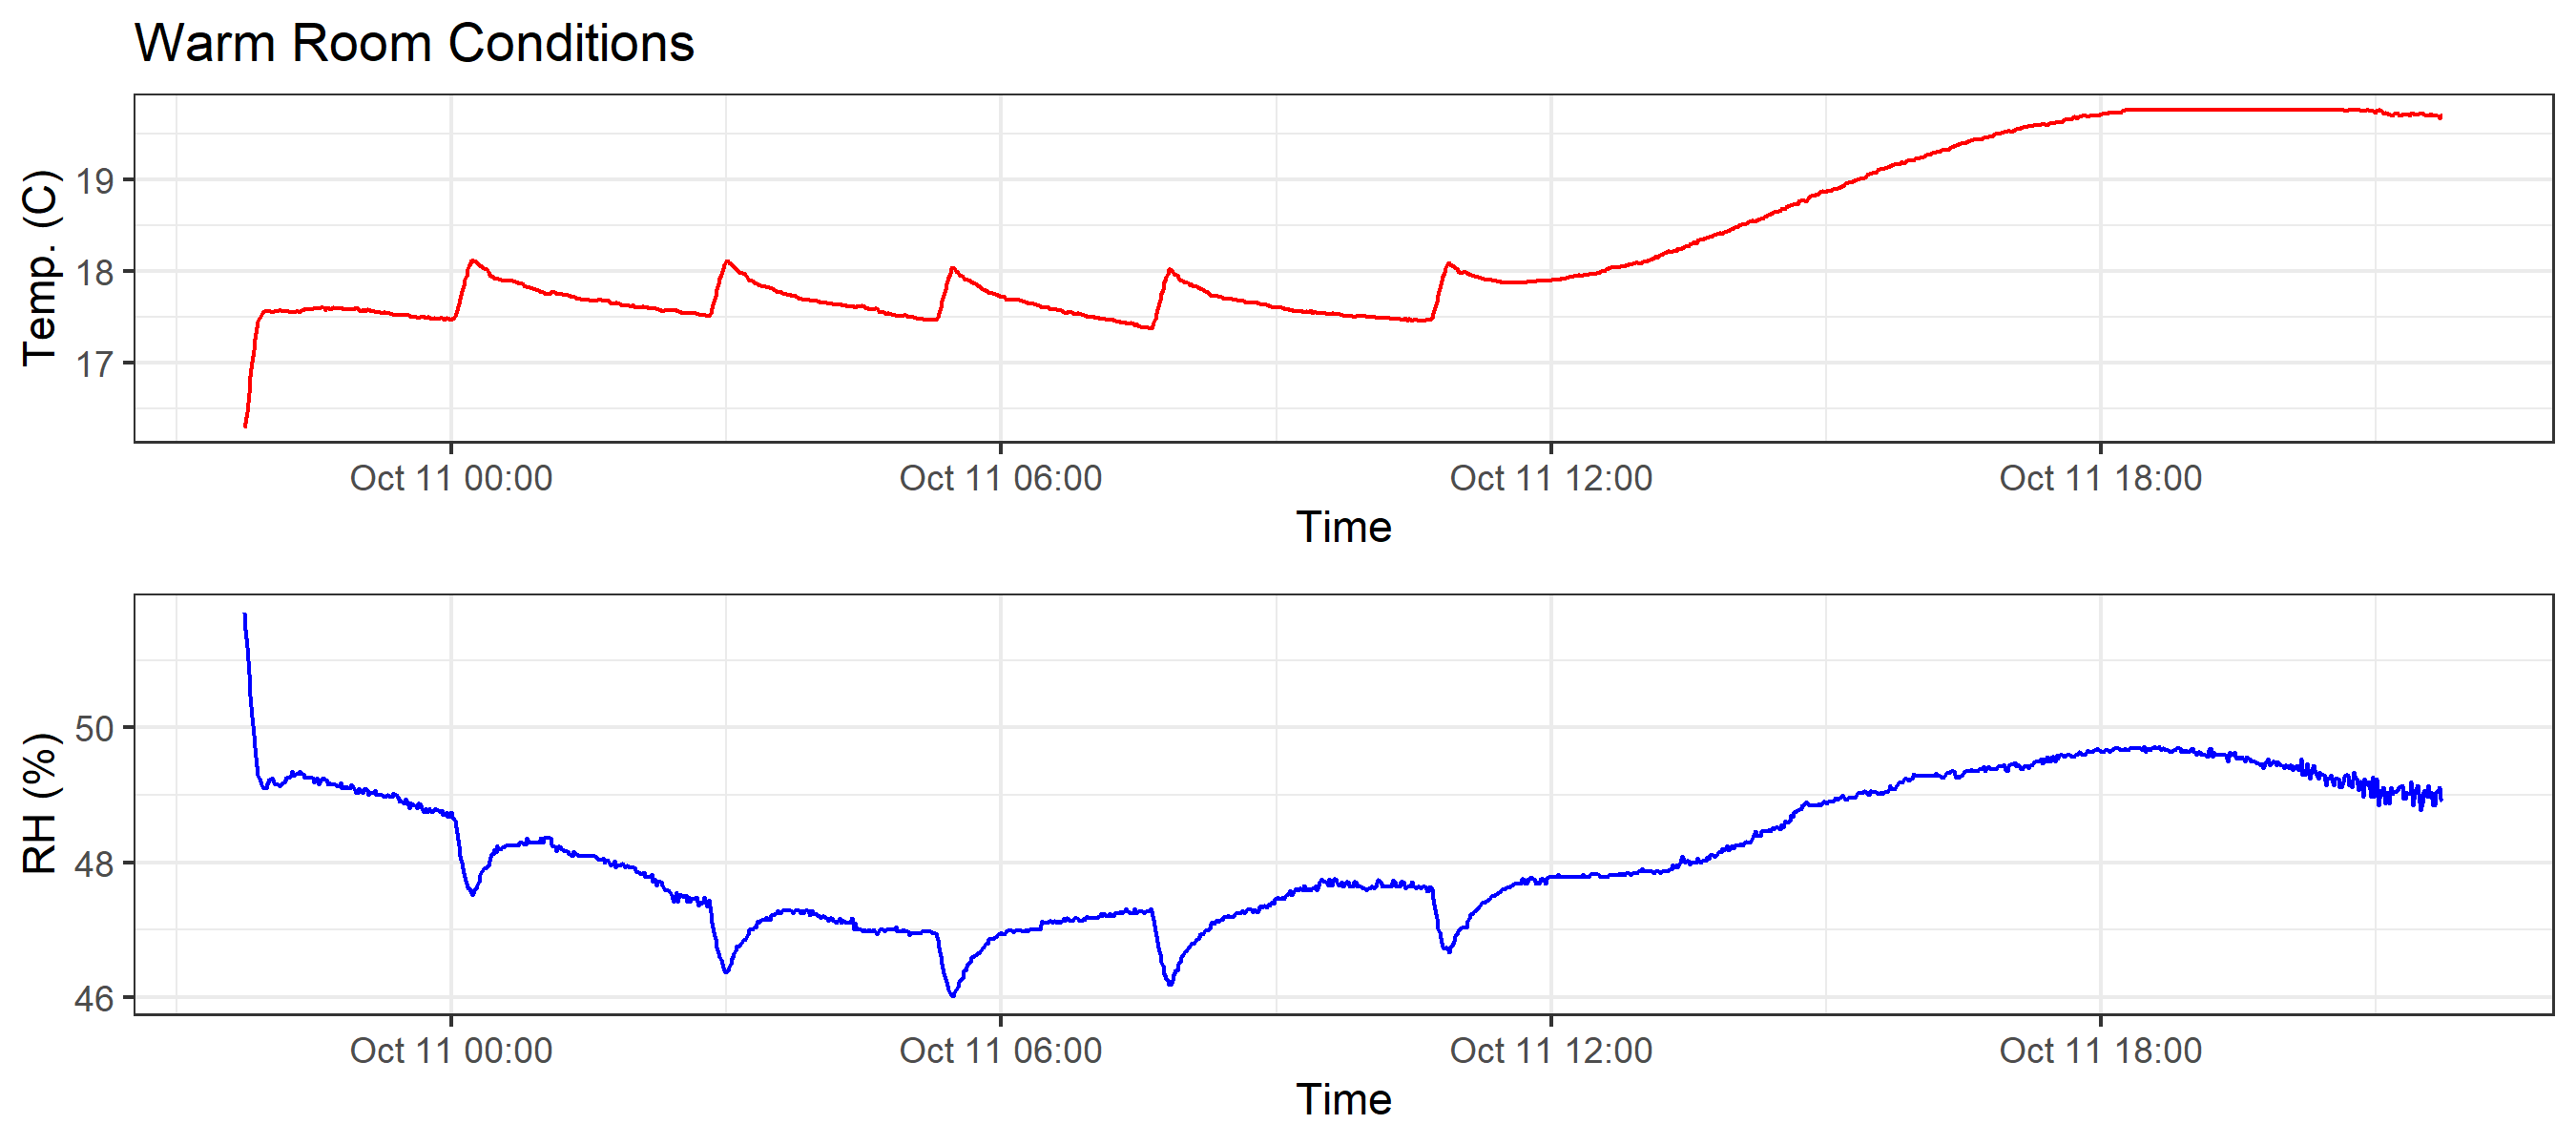 Warm Room Conditions
Temp. (C)
19
18
17
Oct 11 00:00 Oct 11 06:00 Oct 11 12:00 Oct 11 18:00
Time
RH (%)
50
48
46
Oct 11 00:00 Oct 11 06:00 Oct 11 12:00 Oct 11 18:00
Time